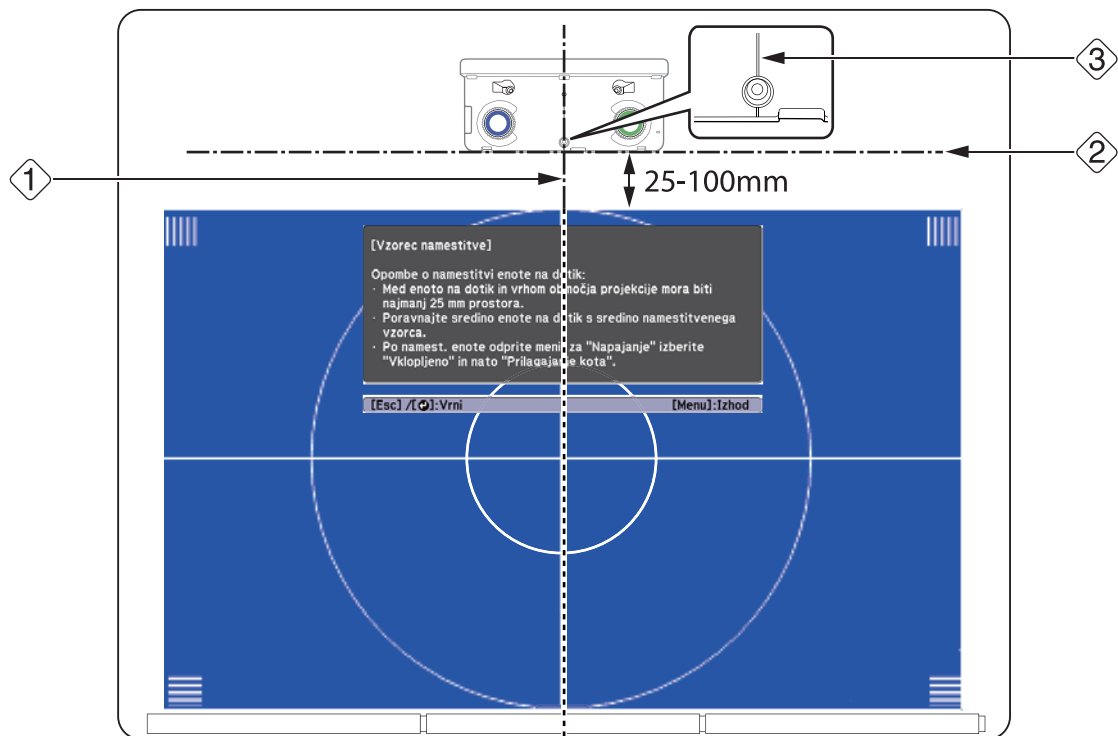 3
2
1
25-100mm
[Vzorec namestitve]
Opombe o namestitvi enote na dotik:
· Med enoto na dotik in vrhom območja projekcije mora biti
najmanj 25 mm prostora.
· Poravnajte sredino enote na dotik s sredino namestitvenega
vzorca.
· Po namest. enote odprite meni za "Napajanje" izberite
"Vklopljeno" in nato "Prilagajanje kota".
[Esc] /[ ]:Vrni [Menu]:Izhod